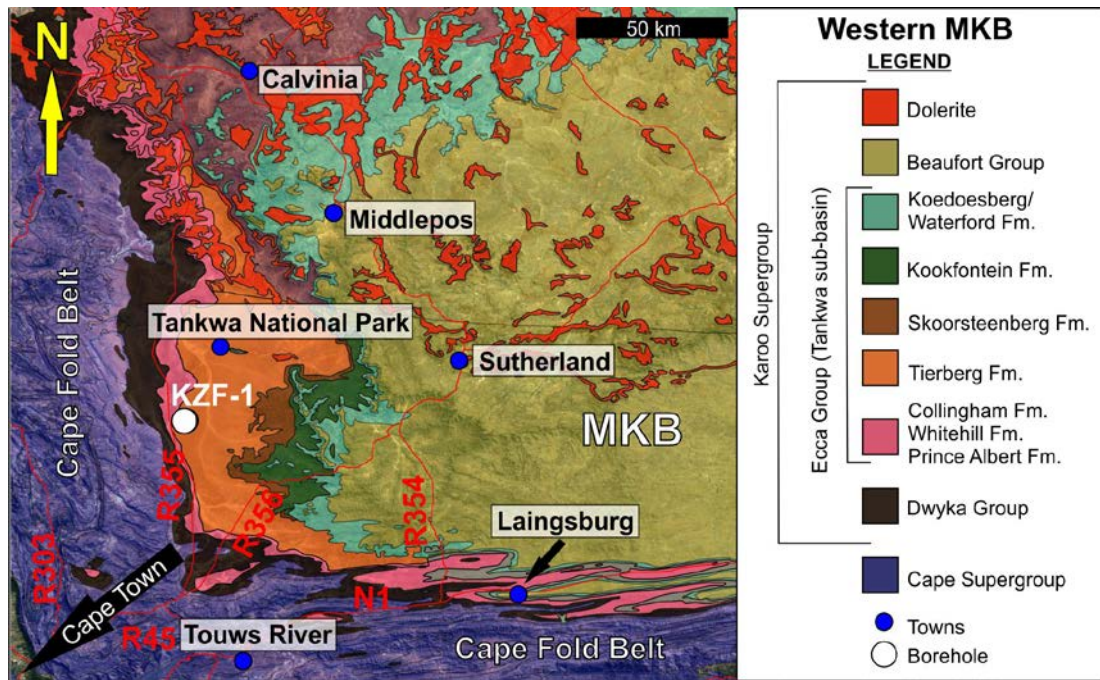 N
50 km
Calvinia
Middlepos
Tankwa National Park
Sutherland
KZF-1
MKB
Cape Fold Belt
R355
R356
R354
Laingsburg
R303
Cape Town
N1
R45
Touws River
Cape Fold Belt
Western MKB
LEGEND
Karoo Supergroup
Ecca Group (Tankwa sub-basin)
Dolerite
Beaufort Group
Koedoesberg/
Waterford Fm.
Kookfontein Fm.
Skoorsteenberg Fm.
Tierberg Fm.
Collingham Fm.
Whitehill Fm.
Prince Albert Fm.
Dwyka Group
Cape Supergroup
Towns
Borehole